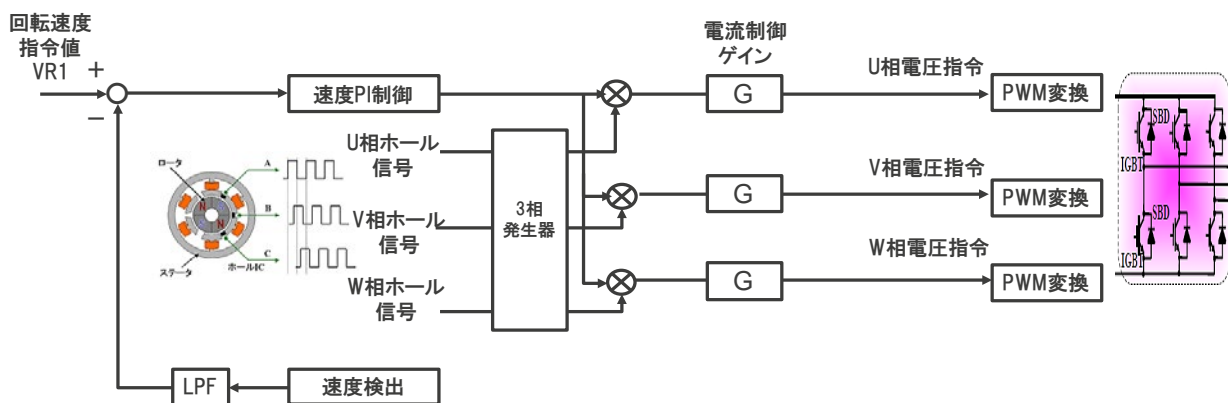 回転速度
指令値
VR1
+
−
速度PI制御
電流制御
ゲイン
G
U相電圧指令
PWM変換
U相ホール
信号
V相ホール
信号
W相ホール
信号
3相
発生器
G
V相電圧指令
PWM変換
G
W相電圧指令
PWM変換
ロータ
A
B
C
N
N
ステータ
ホールIC
SBD
IGBT
SBD
IGBT
LPF
速度検出